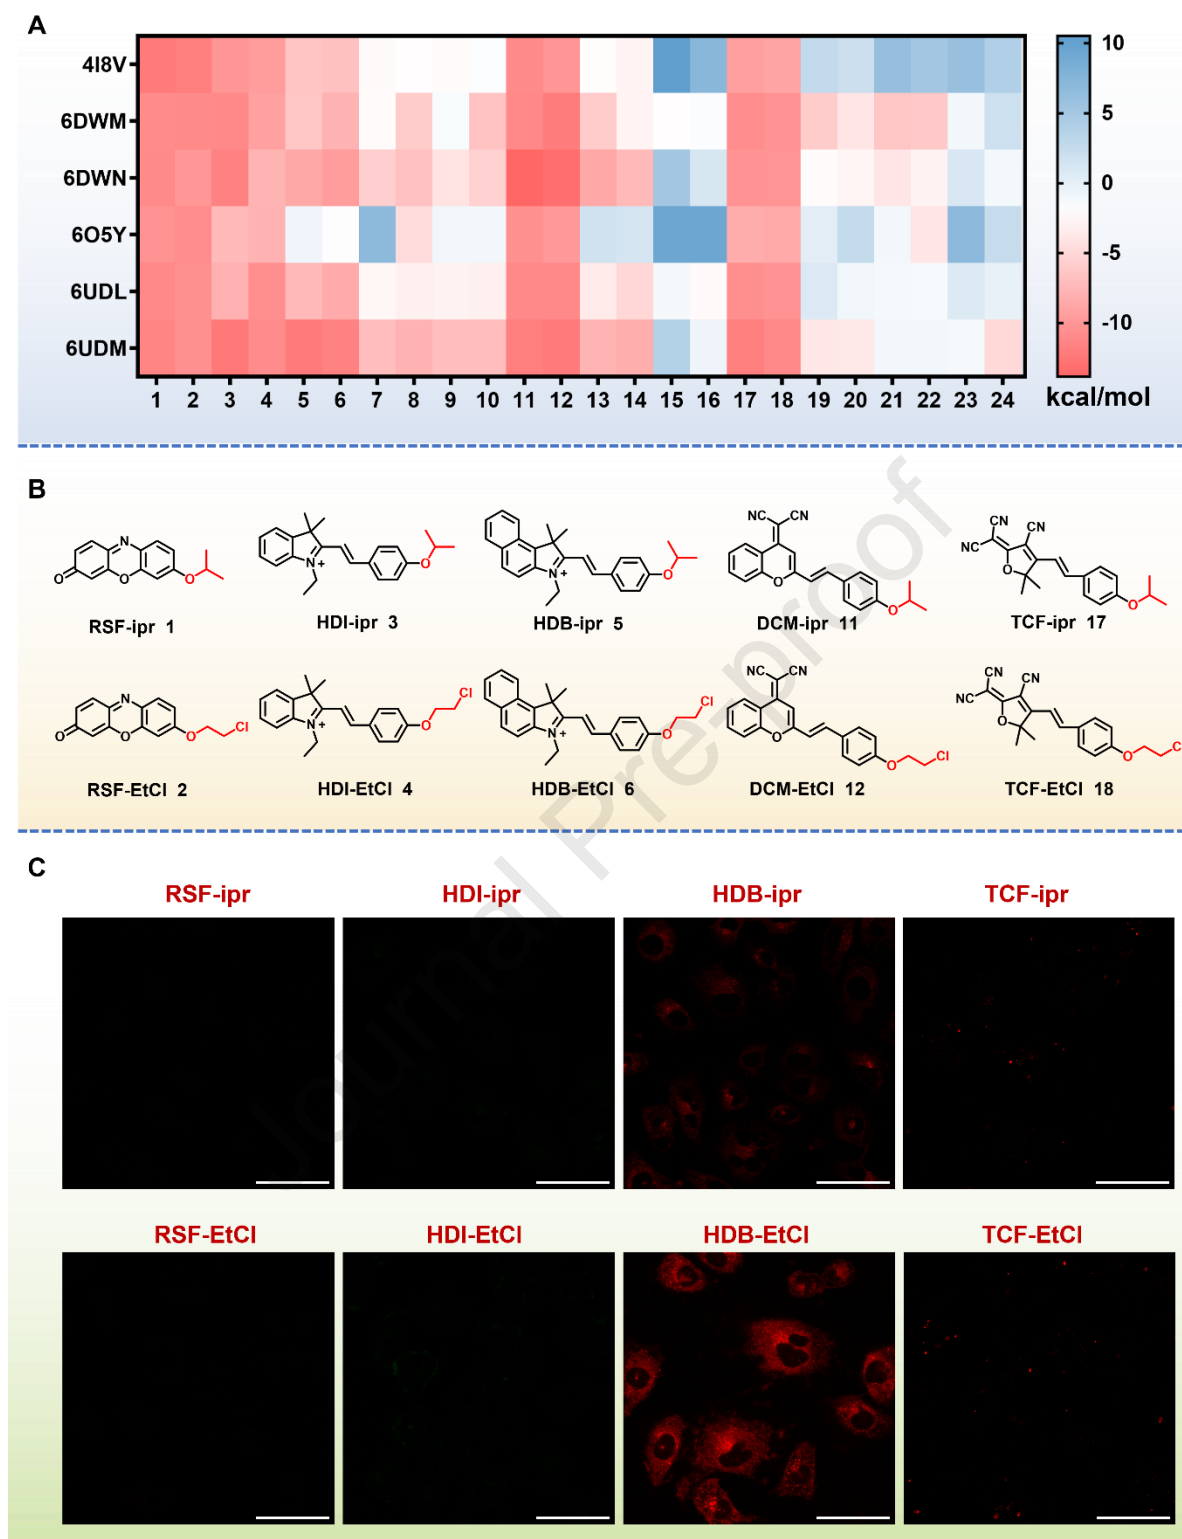 A
4I8V
6DWM
6DWN
6O5Y
6UDL
6UDM
1 2 3 4 5 6 7 8 9 10 11 12 13 14 15 16 17 18 19 20 21 22 23 24
10
5
0
-5
-10
kcal/mol
B
N
O O O
RSF-ipr 1
N +
O
HDI-ipr 3
N +
O
HDB-ipr 5
NC CN
O
O
DCM-ipr 11
CN CN
NC
O
O
TCF-ipr 17
N
O O O Cl
RSF-EtCl 2
Cl
N + O
HDI-EtCl 4
Cl
N + O
HDB-EtCl 6
NC CN
O
O Cl
DCM-EtCl 12
CN CN
NC
O
O Cl
TCF-EtCl 18
C
RSF-ipr HDI-ipr HDB-ipr TCF-ipr
RSF-EtCl HDI-EtCl HDB-EtCl TCF-EtCl
Journal Pre-proof